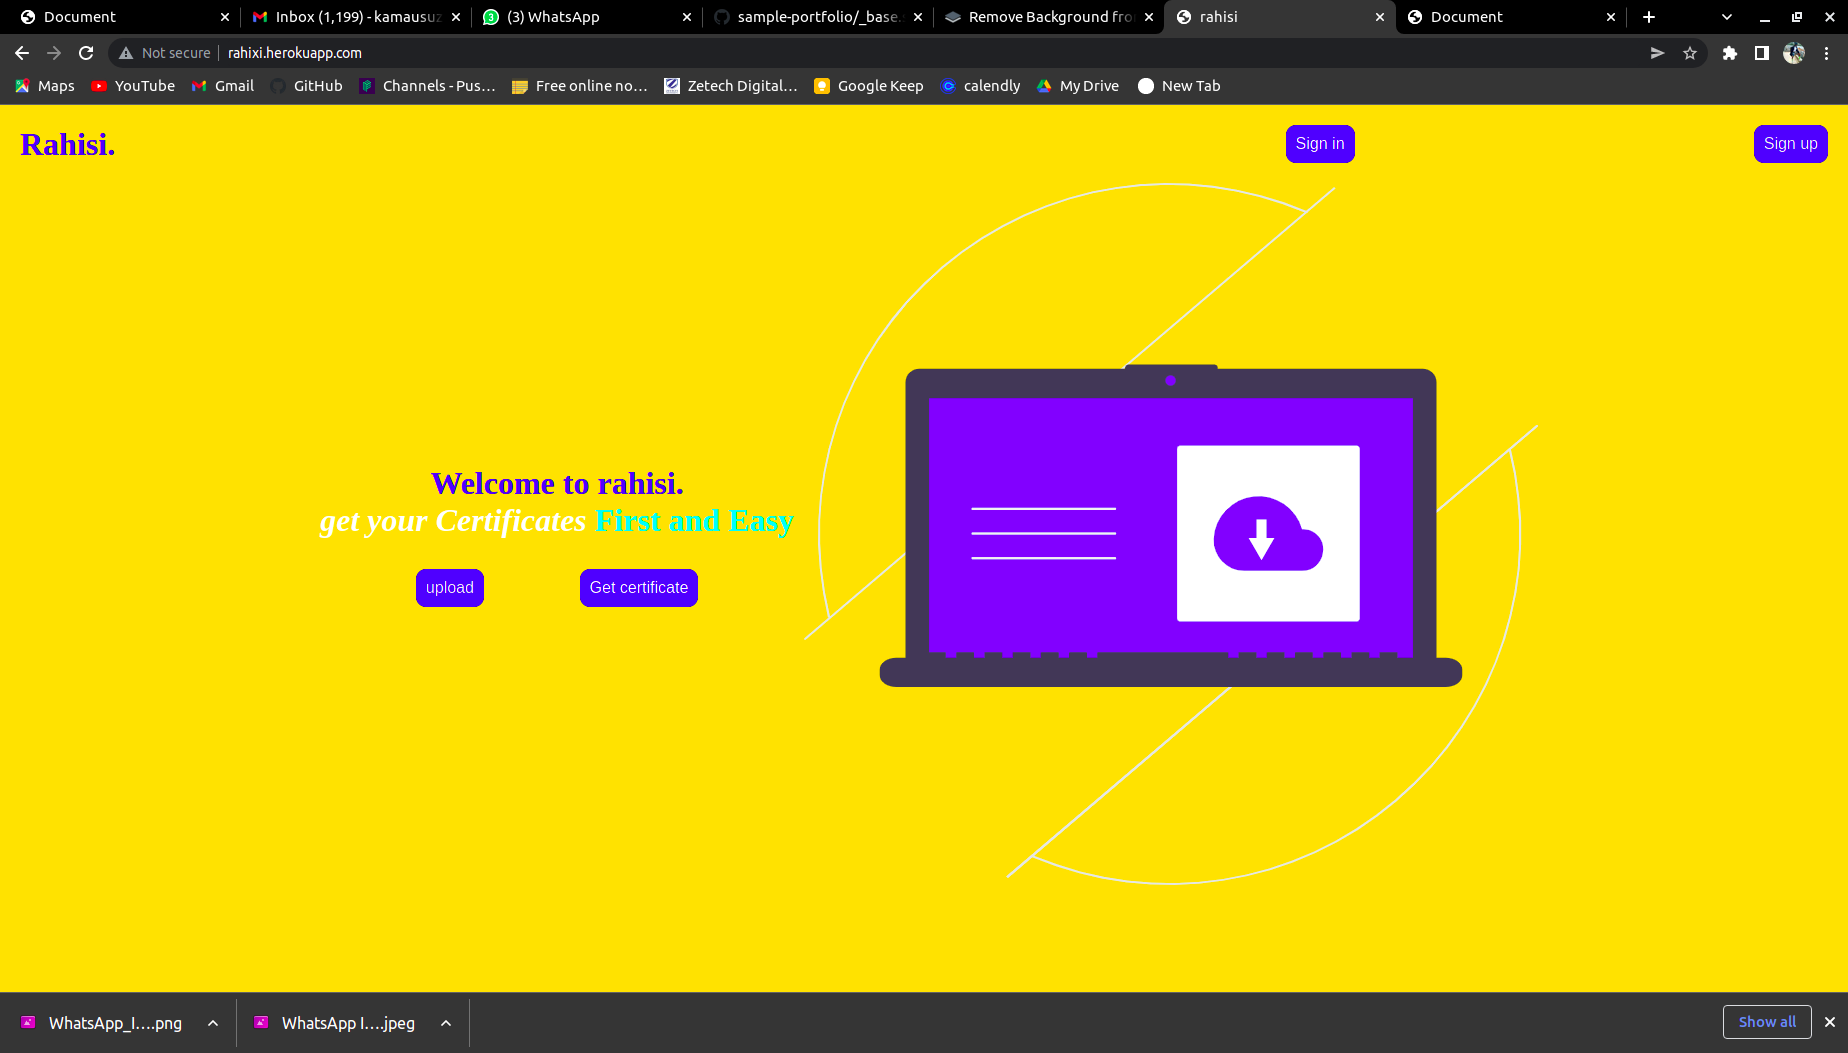 Document
Inbox (1,199) - kamausuz
(3) WhatsApp
sample-portfolio/_base.s
Remove Background fro
rahisi
Document
Not secure
rahixi.herokuapp.com
Maps
YouTube
Gmail
GitHub
Channels - Pus...
Free online no...
Zetech Digital...
Google Keep
calendly
My Drive
New Tab
Rahisi.
Sign in
Sign up
Welcome to rahisi.
get your Certificates First and Easy
upload
Get certificate
WhatsApp_I....png
WhatsApp I....jpeg
Show all